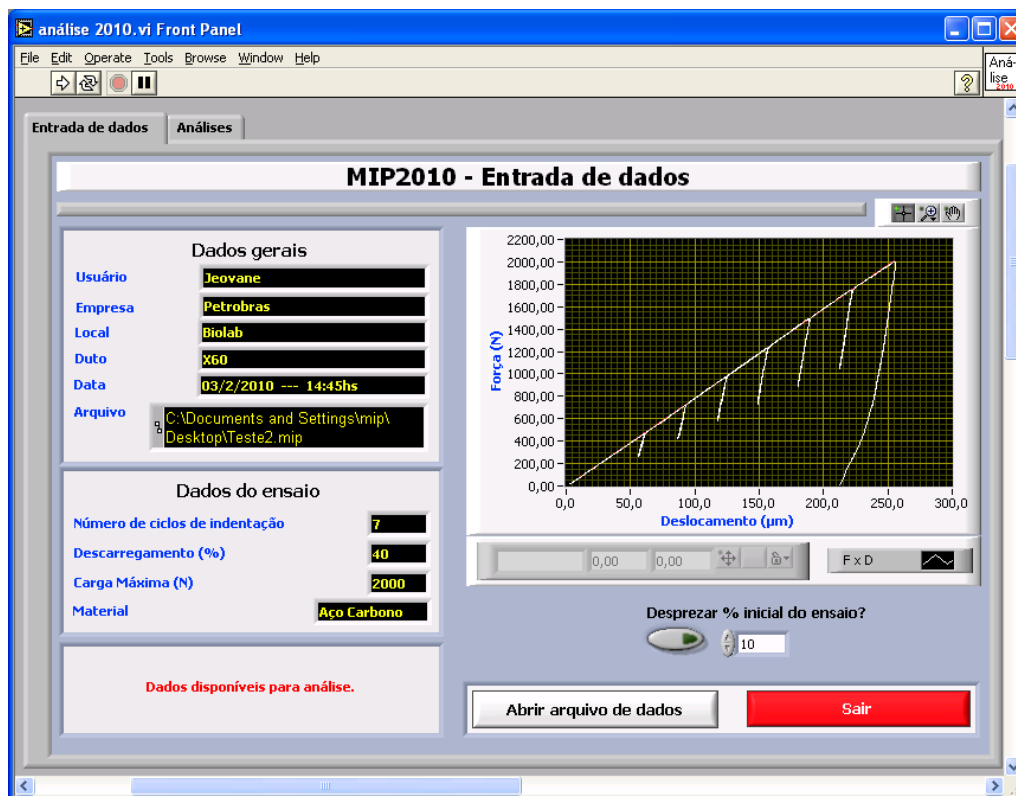 análise 2010.vi Front Panel
File Edit Operate Tools Browse Window Help
Aná-
lise
2010
Entrada de dados
Análises
MIP2010 - Entrada de dados
Dados gerais
Usuário
Jeovane
Empresa
Petrobras
Local
Biolab
Duto
X60
Data
03/2/2010 --- 14:45hs
Arquivo
C:\Documents and Settings\mip\
Desktop\Teste2.mip
Dados do ensaio
Número de ciclos de indentação
7
Descarregamento (%)
40
Carga Máxima (N)
2000
Material
Aço Carbono
Dados disponíveis para análise.
Força (N)
2200,00
2000,00
1800,00
1600,00
1400,00
1200,00
1000,00
800,00
600,00
400,00
200,00
0,00
0,0 50,0 100,0 150,0 200,0 250,0 300,0
Deslocamento (µm)
0,00 0,00
F x D
Desprezar % inicial do ensaio?
10
Abrir arquivo de dados
Sair